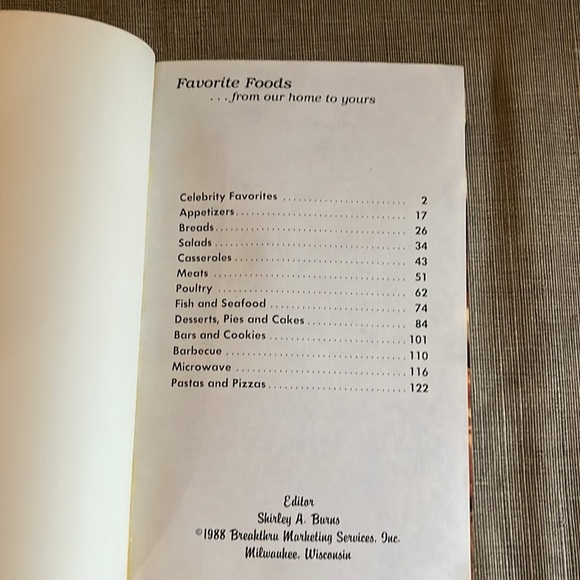 Favorite Foods
...from our home to yours
Celebrity Favorites ........................ 2
Appetizers ................................ 17
Breads ................................... 26
Salads ................................... 34
Casseroles ............................... 43
Meats .................................... 51
Poultry .................................. 62
Fish and Seafood ......................... 74
Desserts, Pies and Cakes ................. 84
Bars and Cookies ......................... 101
Barbecue ................................. 110
Microwave ................................ 116
Pastas and Pizzas ........................ 122
Editor
Shirley A. Burns
©1988 Breakthru Marketing Services, Inc.
Milwaukee, Wisconsin